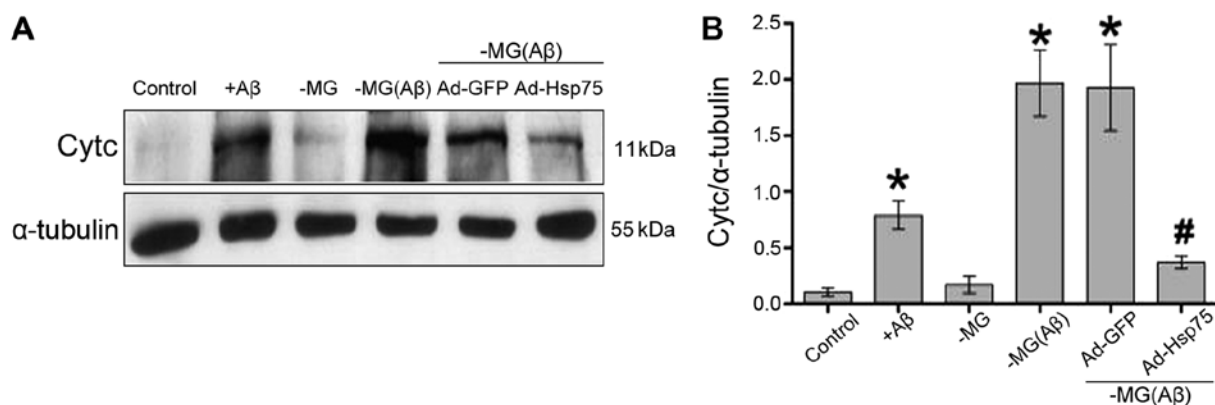 A
-MG(Aβ)
Control +Aβ -MG -MG(Aβ) Ad-GFP Ad-Hsp75
Cytc 11kDa
α-tubulin 55 kDa
B
Cytc/α-tubulin
2.5
2.0
1.5
1.0
0.5
0.0
* * * #
Control +Aβ -MG -MG(Aβ) Ad-GFP Ad-Hsp75
-MG(Aβ)